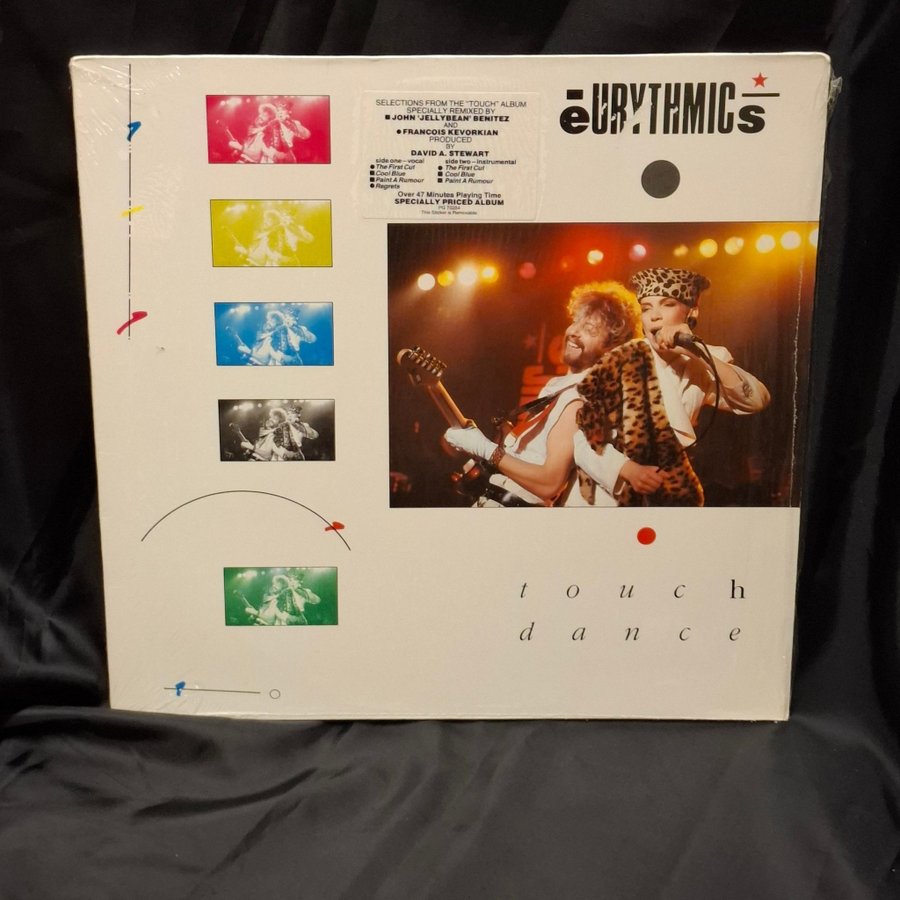 SELECTIONS FROM THE "TOUCH" ALBUM
SPECIALLY REMIXED BY
JOHN 'JELLYBEAN' BENITEZ
AND
FRANCOIS KEVORKIAN
PRODUCED
BY
DAVID A. STEWART
side one–vocal side two–instrumental
The First Cut The First Cut
Cool Blue Cool Blue
Paint A Rumour Paint A Rumour
Regrets
Over 47 Minutes Playing Time
SPECIALLY PRICED ALBUM
This Sticker is Removable
eURYTHMICs
touch
dance